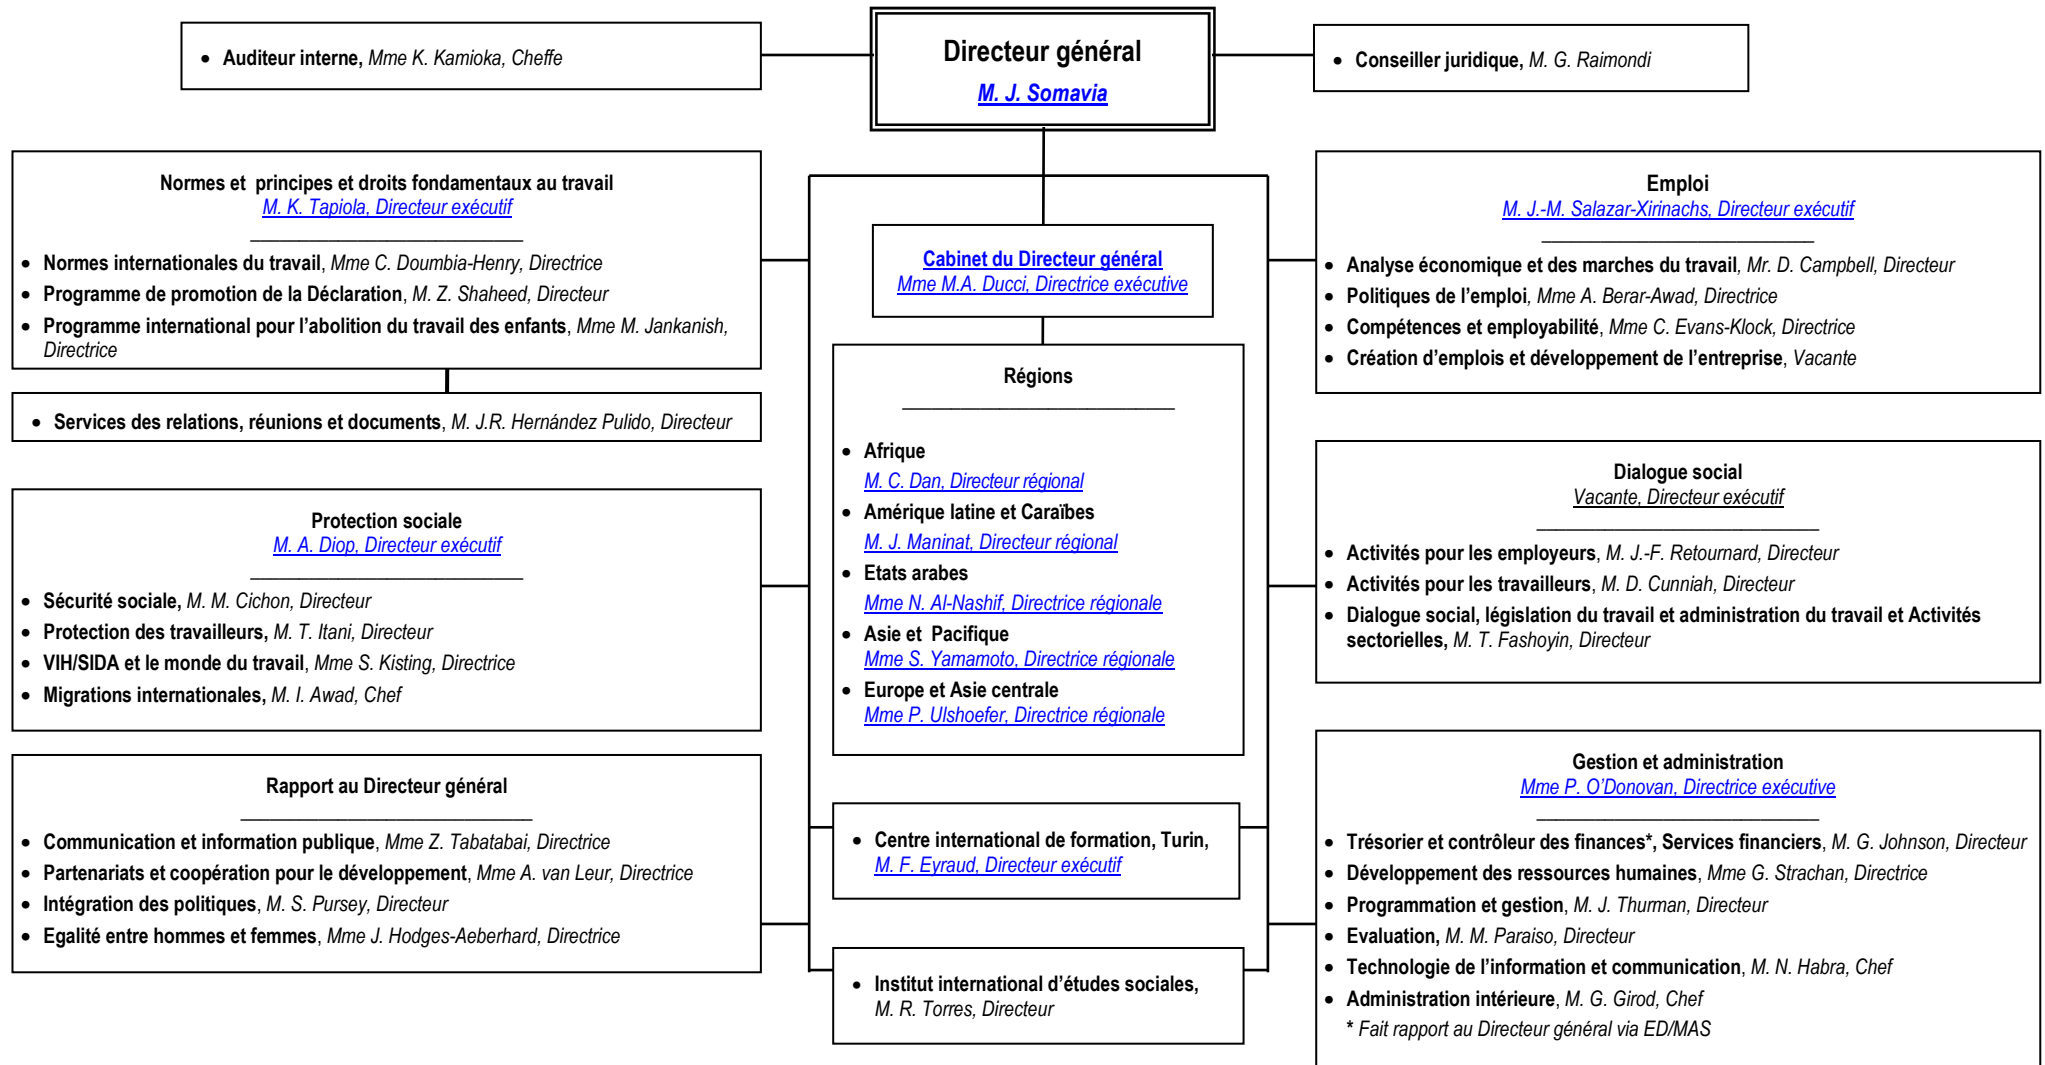 • Auditeur interne, Mme K. Kamioka, Cheffe
Directeur général
M. J. Somavia
• Conseiller juridique, M. G. Raimondi
Normes et principes et droits fondamentaux au travail
M. K. Tapiola, Directeur exécutif
• Normes internationales du travail, Mme C. Doumbia-Henry, Directrice
• Programme de promotion de la Déclaration, M. Z. Shaheed, Directeur
• Programme international pour l’abolition du travail des enfants, Mme M. Jankanish,
Directrice
• Services des relations, réunions et documents, M. J.R. Hernández Pulido, Directeur
Protection sociale
M. A. Diop, Directeur exécutif
• Sécurité sociale, M. M. Cichon, Directeur
• Protection des travailleurs, M. T. Itani, Directeur
• VIH/SIDA et le monde du travail, Mme S. Kisting, Directrice
• Migrations internationales, M. I. Awad, Chef
Rapport au Directeur général
• Communication et information publique, Mme Z. Tabatabai, Directrice
• Partenariats et coopération pour le développement, Mme A. van Leur, Directrice
• Intégration des politiques, M. S. Pursey, Directeur
• Egalité entre hommes et femmes, Mme J. Hodges-Aeberhard, Directrice
Cabinet du Directeur général
Mme M.A. Ducci, Directrice exécutive
Régions
• Afrique
M. C. Dan, Directeur régional
• Amérique latine et Caraïbes
M. J. Maninat, Directeur régional
• Etats arabes
Mme N. Al-Nashif, Directrice régionale
• Asie et Pacifique
Mme S. Yamamoto, Directrice régionale
• Europe et Asie centrale
Mme P. Ulshoefer, Directrice régionale
• Centre international de formation, Turin,
M. F. Eyraud, Directeur exécutif
• Institut international d’études sociales,
M. R. Torres, Directeur
Emploi
M. J.-M. Salazar-Xirinachs, Directeur exécutif
• Analyse économique et des marches du travail, Mr. D. Campbell, Directeur
• Politiques de l’emploi, Mme A. Berar-Awad, Directrice
• Compétences et employabilité, Mme C. Evans-Klock, Directrice
• Création d’emplois et développement de l’entreprise, Vacante
Dialogue social
Vacante, Directeur exécutif
• Activités pour les employeurs, M. J.-F. Retournard, Directeur
• Activités pour les travailleurs, M. D. Cunniah, Directeur
• Dialogue social, législation du travail et administration du travail et Activités
sectorielles, M. T. Fashoyin, Directeur
Gestion et administration
Mme P. O’Donovan, Directrice exécutive
• Trésorier et contrôleur des finances*, Services financiers, M. G. Johnson, Directeur
• Développement des ressources humaines, Mme G. Strachan, Directrice
• Programmation et gestion, M. J. Thurman, Directeur
• Evaluation, M. M. Paraiso, Directeur
• Technologie de l’information et communication, M. N. Habra, Chef
• Administration intérieure, M. G. Girod, Chef
* Fait rapport au Directeur général via ED/MAS